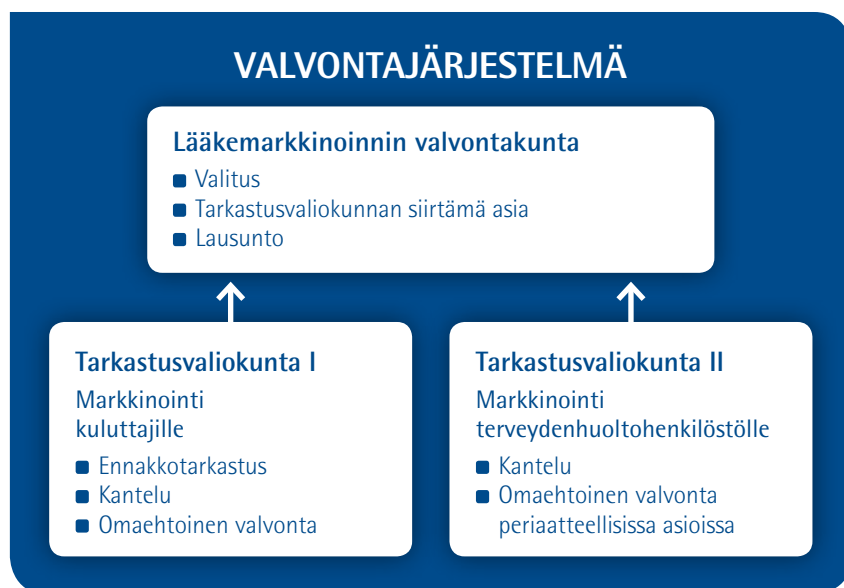 VALVONTAJÄRJESTELMÄ
Lääkemarkkinoinnin valvontakunta
Valitus
Tarkastusvaliokunnan siirtämä asia
Lausunto
Tarkastusvaliokunta I
Markkinointi
kuluttajille
Ennakkotarkastus
Kantelu
Omaehtoinen valvonta
Tarkastusvaliokunta II
Markkinointi
terveydenhuoltohenkilöstölle
Kantelu
Omaehtoinen valvonta
periaatteellisissa asioissa